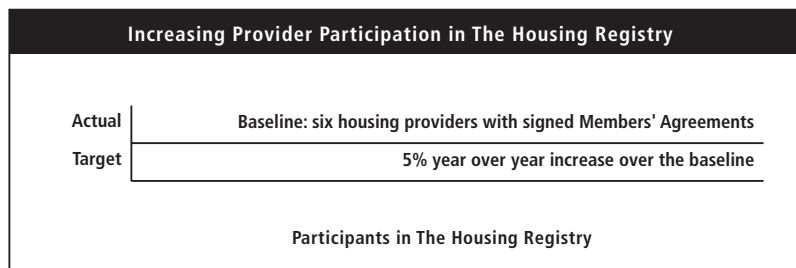 Increasing Provider Participation in The Housing Registry
Actual Baseline: six housing providers with signed Members' Agreements
Target 5% year over year increase over the baseline
Participants in The Housing Registry